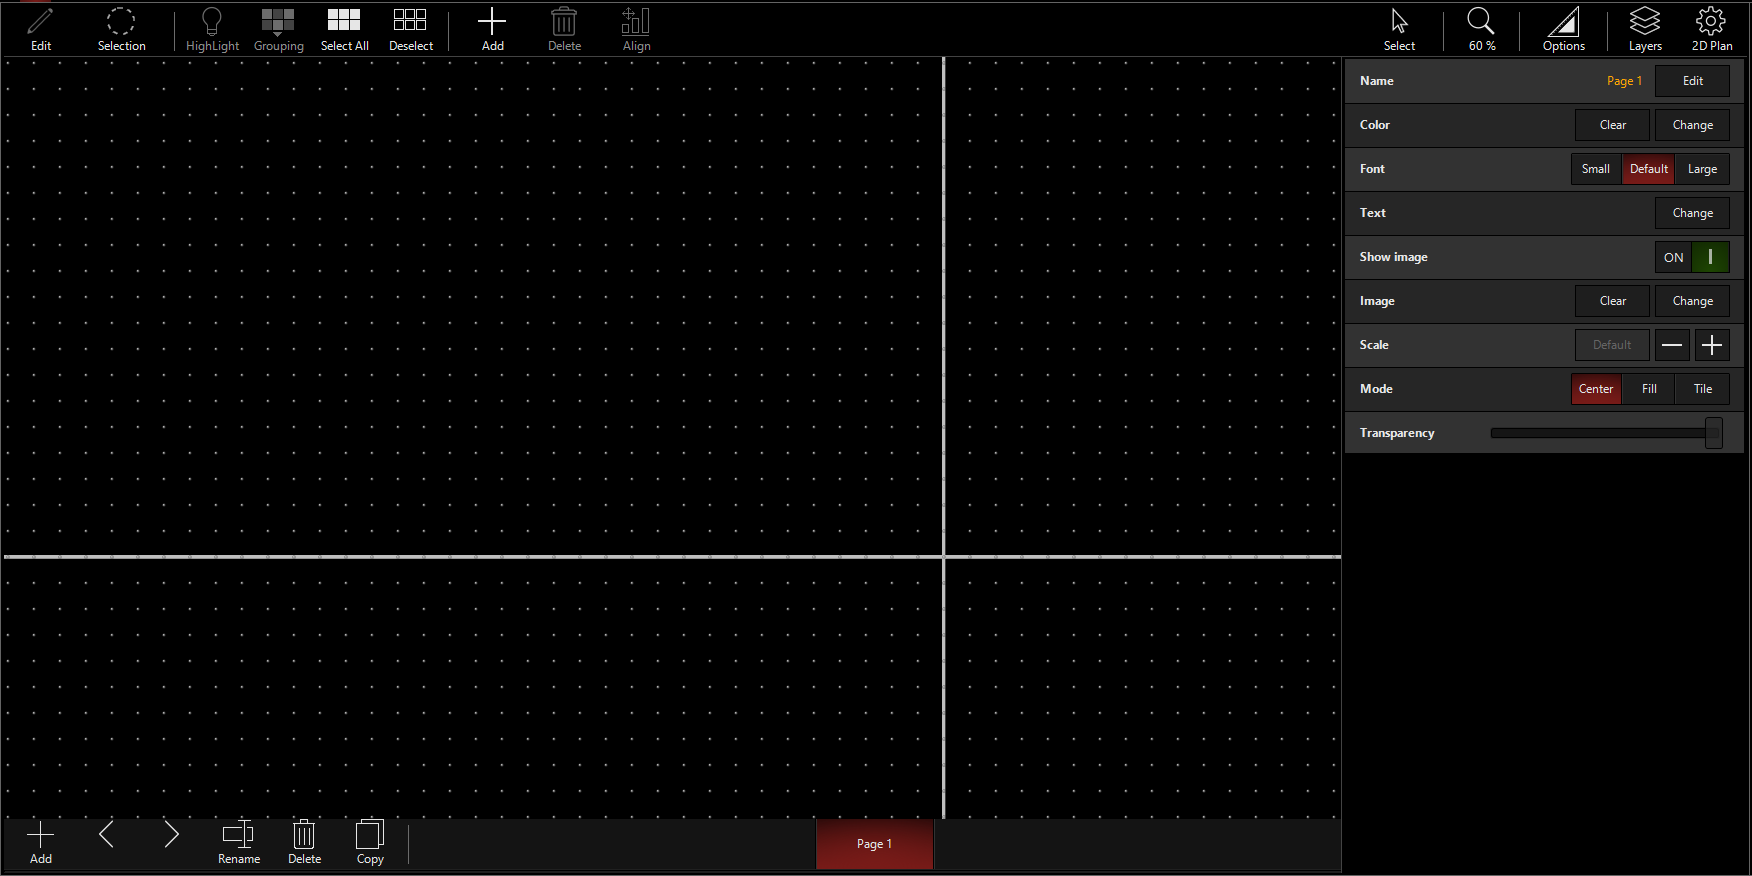 Edit Selection HighLight Grouping Select All Deselect Add Delete Align Select 60 % Options Layers 2D Plan
Name Page 1 Edit
Color Clear Change
Font Small Default Large
Text Change
Show image ON
Image Clear Change
Scale Default
Mode Center Fill Tile
Transparency
Add Rename Delete Copy Page 1